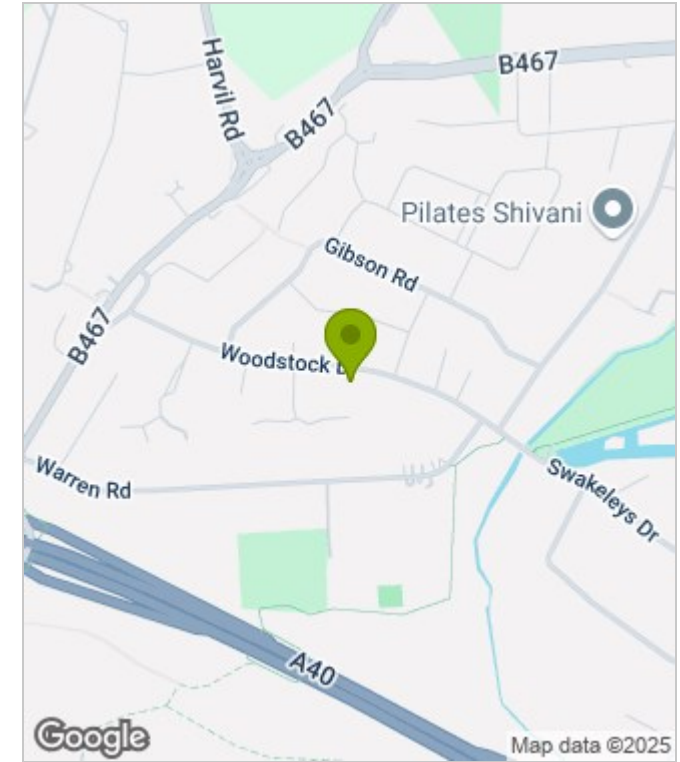 Harvil Rd
B467
B467
Pilates Shivani
Gibson Rd
B467
Woodstock
Warren Rd
Swakeleys Dr
A40
Google
Map data ©2025